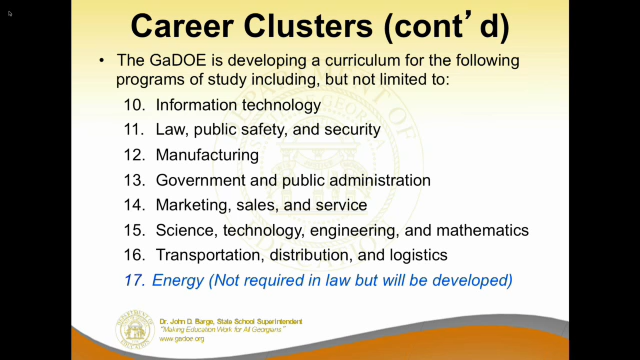 Career Clusters (cont’d)
• The GaDOE is developing a curriculum for the following
programs of study including, but not limited to:
10. Information technology
11. Law, public safety, and security
12. Manufacturing
13. Government and public administration
14. Marketing, sales, and service
15. Science, technology, engineering, and mathematics
16. Transportation, distribution, and logistics
17. Energy (Not required in law but will be developed)
Dr. John D. Barge, State School Superintendent
“Making Education Work for All Georgians”
www.gadoe.org